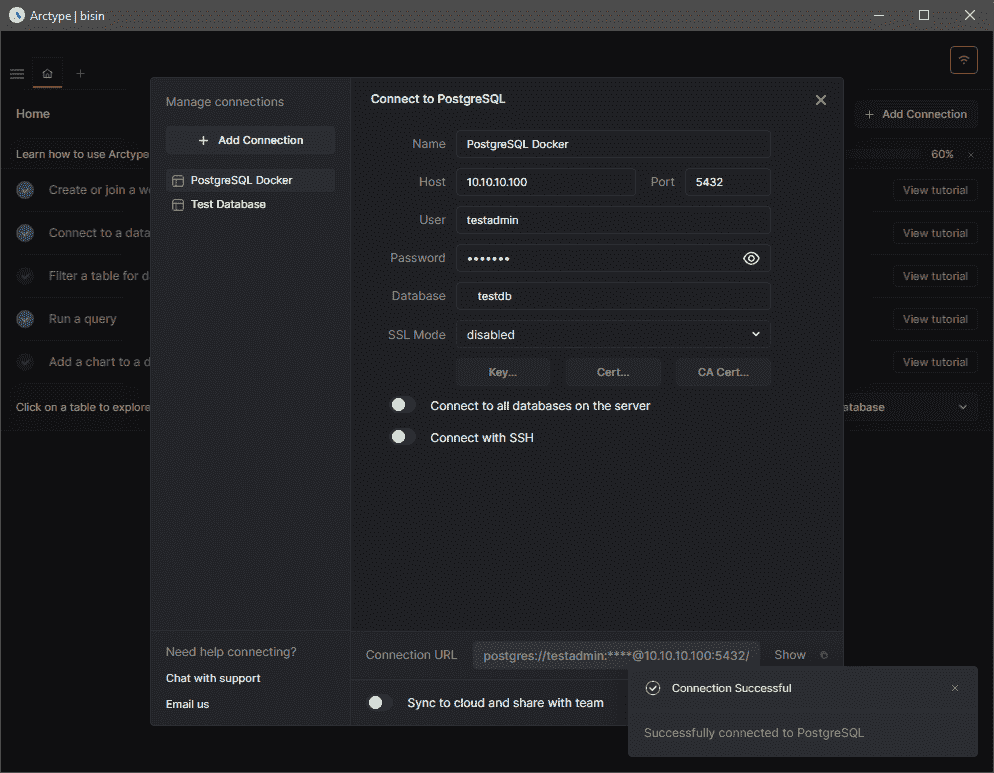 Arctype | bisin
Home
Add Connection
Learn how to use Arctype
60%
Create or join a wo
View tutorial
Connect to a data
View tutorial
Filter a table for d
View tutorial
Run a query
View tutorial
Add a chart to a d
View tutorial
Click on a table to explore
atabase
Manage connections
+ Add Connection
PostgreSQL Docker
Test Database
Need help connecting?
Chat with support
Email us
Connect to PostgreSQL
Name PostgreSQL Docker
Host 10.10.10.100 Port 5432
User testadmin
Password •••••••
Database testdb
SSL Mode disabled
Key... Cert... CA Cert...
Connect to all databases on the server
Connect with SSH
Connection URL postgres://testadmin:****@10.10.10.100:5432/ Show
Sync to cloud and share with team
Connection Successful
Successfully connected to PostgreSQL